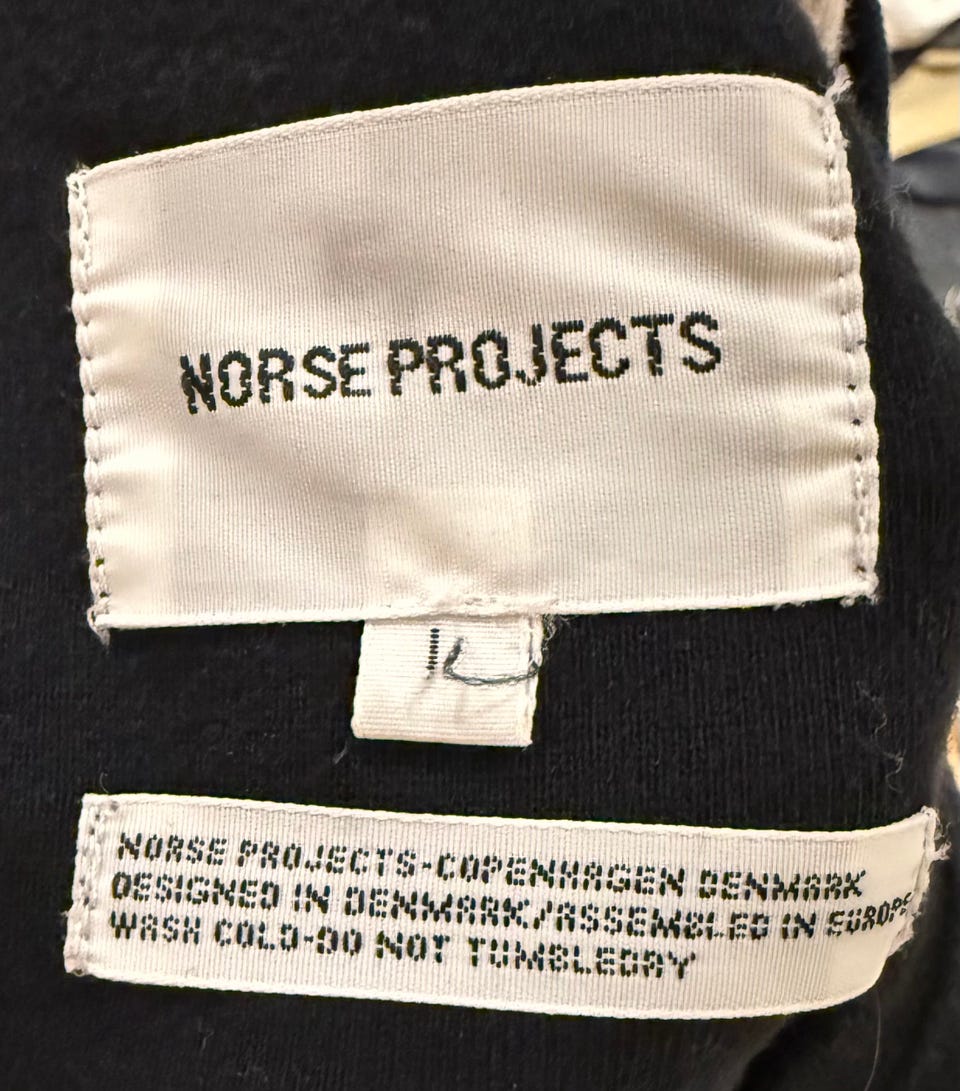 NORSE PROJECTS
NORSE PROJECTS-COPENHAGEN DENMARK
DESIGNED IN DENMARK/ASSEMBLED IN EUROPE
WASH COLD-DO NOT TUMBLEDRY